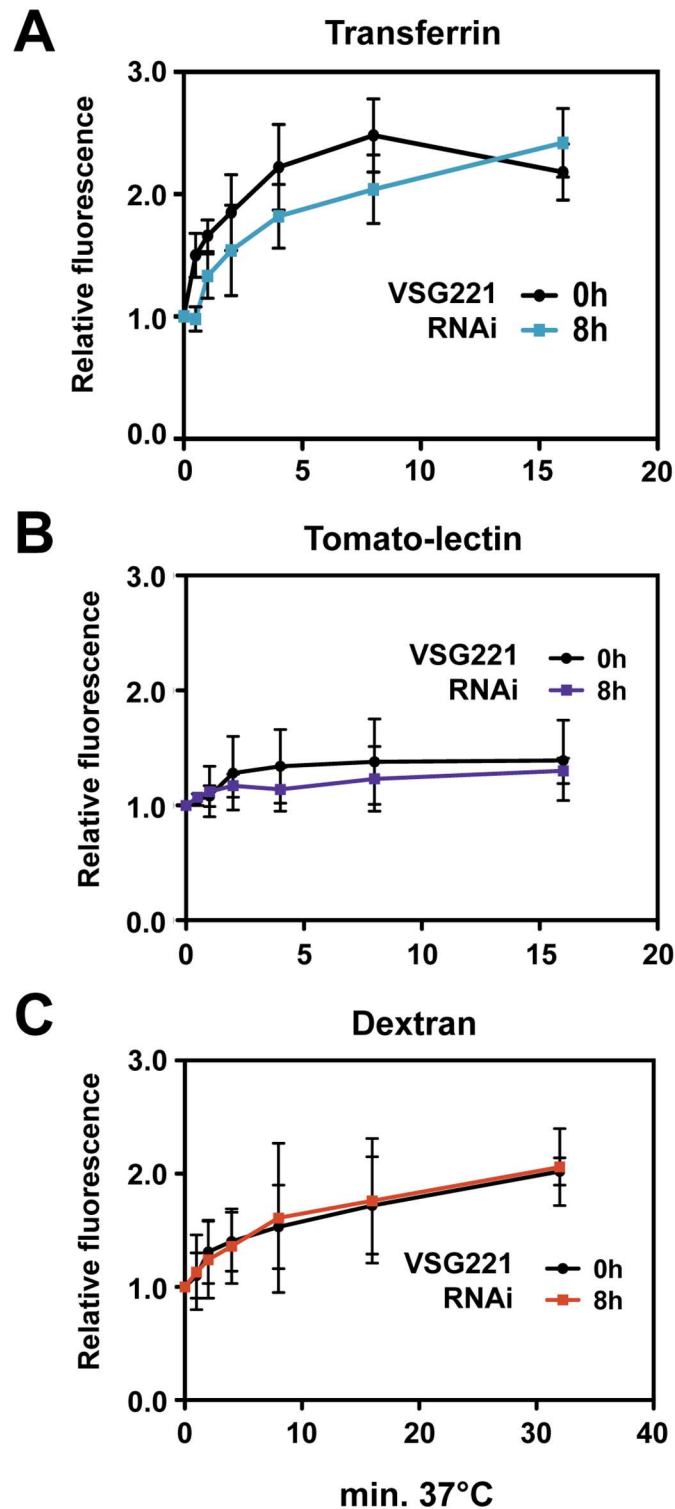 A
Transferrin
Relative fluorescence
3.0
2.0
1.0
0.0
VSG221 0h
RNAi 8h
0 5 10 15 20
B
Tomato-lectin
Relative fluorescence
3.0
2.0
1.0
0.0
VSG221 0h
RNAi 8h
0 5 10 15 20
C
Dextran
Relative fluorescence
3.0
2.0
1.0
0.0
VSG221 0h
RNAi 8h
0 10 20 30 40
min. 37°C